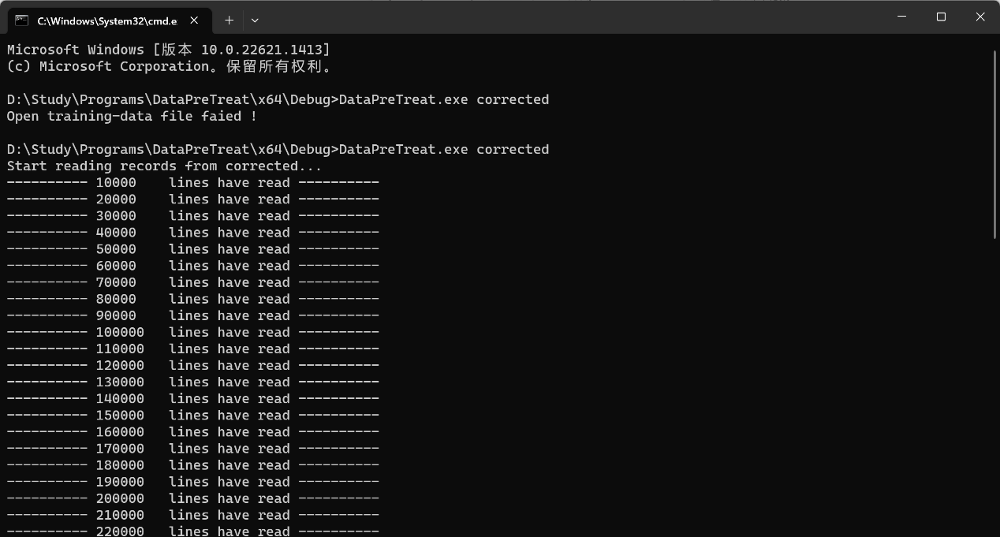 C:\Windows\System32\cmd.e
Microsoft Windows [版本 10.0.22621.1413]
(c) Microsoft Corporation。保留所有权利。
D:\Study\Programs\DataPreTreat\x64\Debug>DataPreTreat.exe corrected
Open training-data file faied !
D:\Study\Programs\DataPreTreat\x64\Debug>DataPreTreat.exe corrected
Start reading records from corrected...
---------- 10000    lines have read ----------
---------- 20000    lines have read ----------
---------- 30000    lines have read ----------
---------- 40000    lines have read ----------
---------- 50000    lines have read ----------
---------- 60000    lines have read ----------
---------- 70000    lines have read ----------
---------- 80000    lines have read ----------
---------- 90000    lines have read ----------
---------- 100000   lines have read ----------
---------- 110000   lines have read ----------
---------- 120000   lines have read ----------
---------- 130000   lines have read ----------
---------- 140000   lines have read ----------
---------- 150000   lines have read ----------
---------- 160000   lines have read ----------
---------- 170000   lines have read ----------
---------- 180000   lines have read ----------
---------- 190000   lines have read ----------
---------- 200000   lines have read ----------
---------- 210000   lines have read ----------
---------- 220000   lines have read ----------